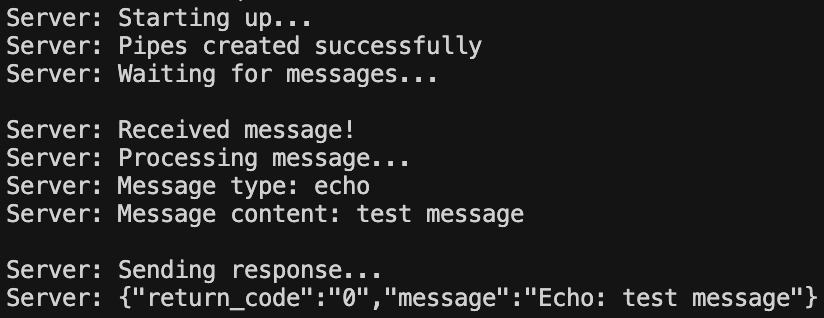 Server: Starting up...
Server: Pipes created successfully
Server: Waiting for messages...

Server: Received message!
Server: Processing message...
Server: Message type: echo
Server: Message content: test message

Server: Sending response...
Server: {"return_code":"0","message":"Echo: test message"}